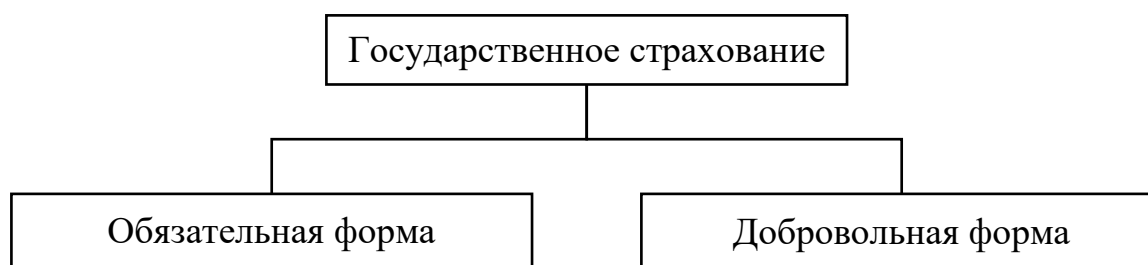 Государственное страхование
Обязательная форма
Добровольная форма